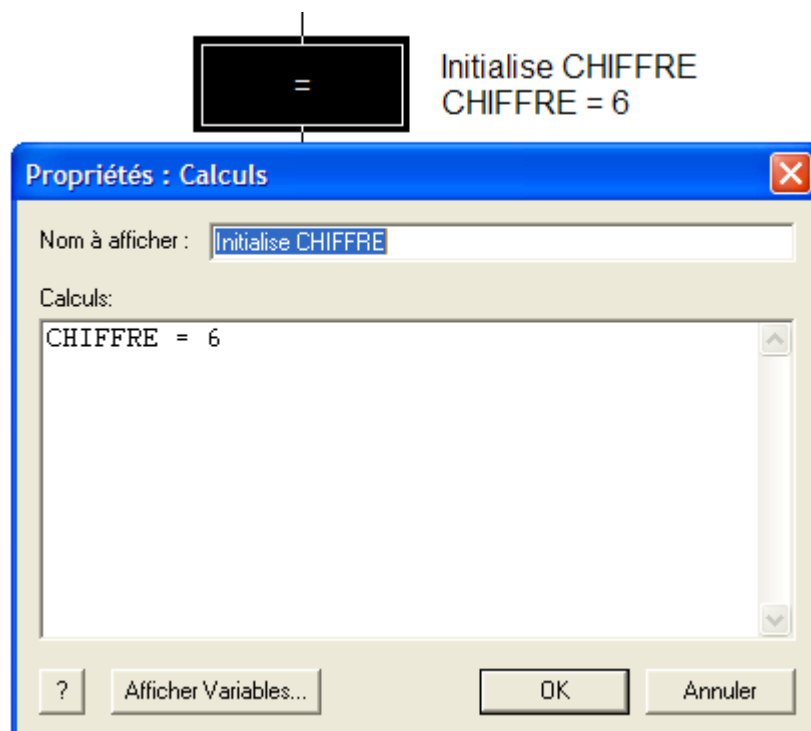 =
Initialise CHIFFRE
CHIFFRE = 6
Propriétés : Calculs
Nom à afficher :
Initialise CHIFFRE
Calculs:
CHIFFRE = 6
?
Afficher Variables...
OK
Annuler